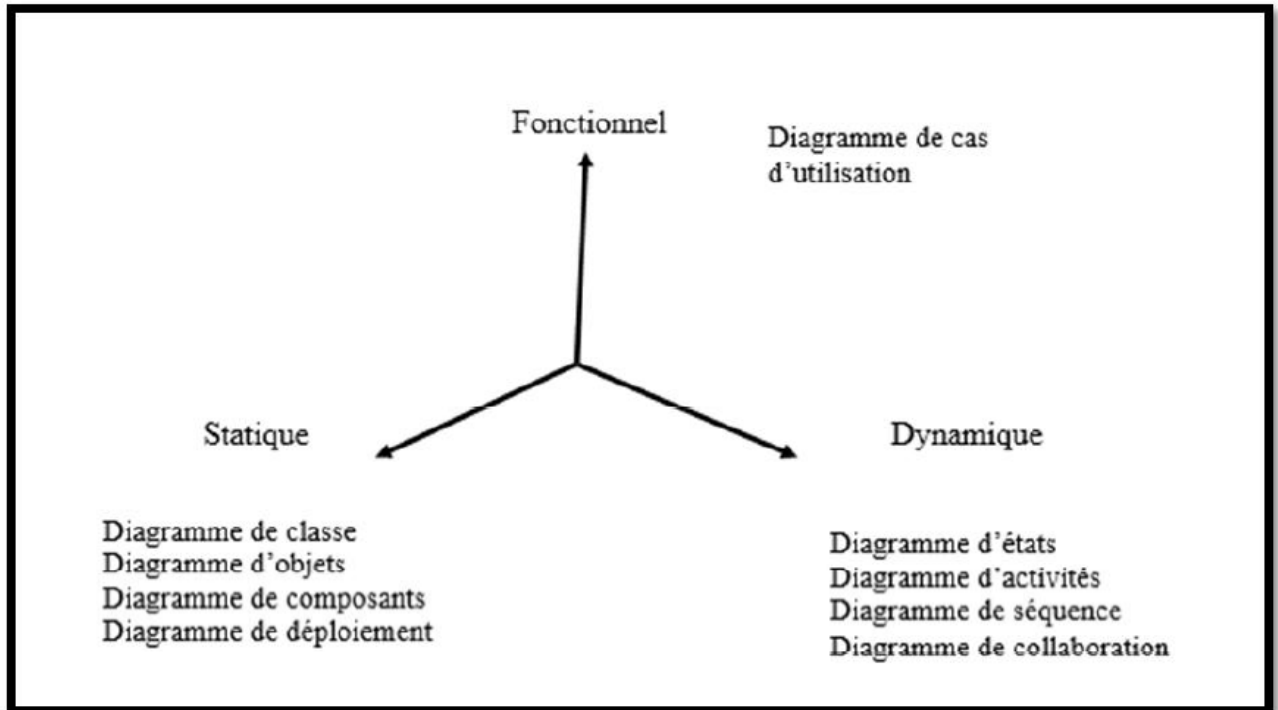 Fonctionnel
Diagramme de cas
d’utilisation
Statique
Dynamique
Diagramme de classe
Diagramme d’objets
Diagramme de composants
Diagramme de déploiement
Diagramme d’états
Diagramme d’activités
Diagramme de séquence
Diagramme de collaboration